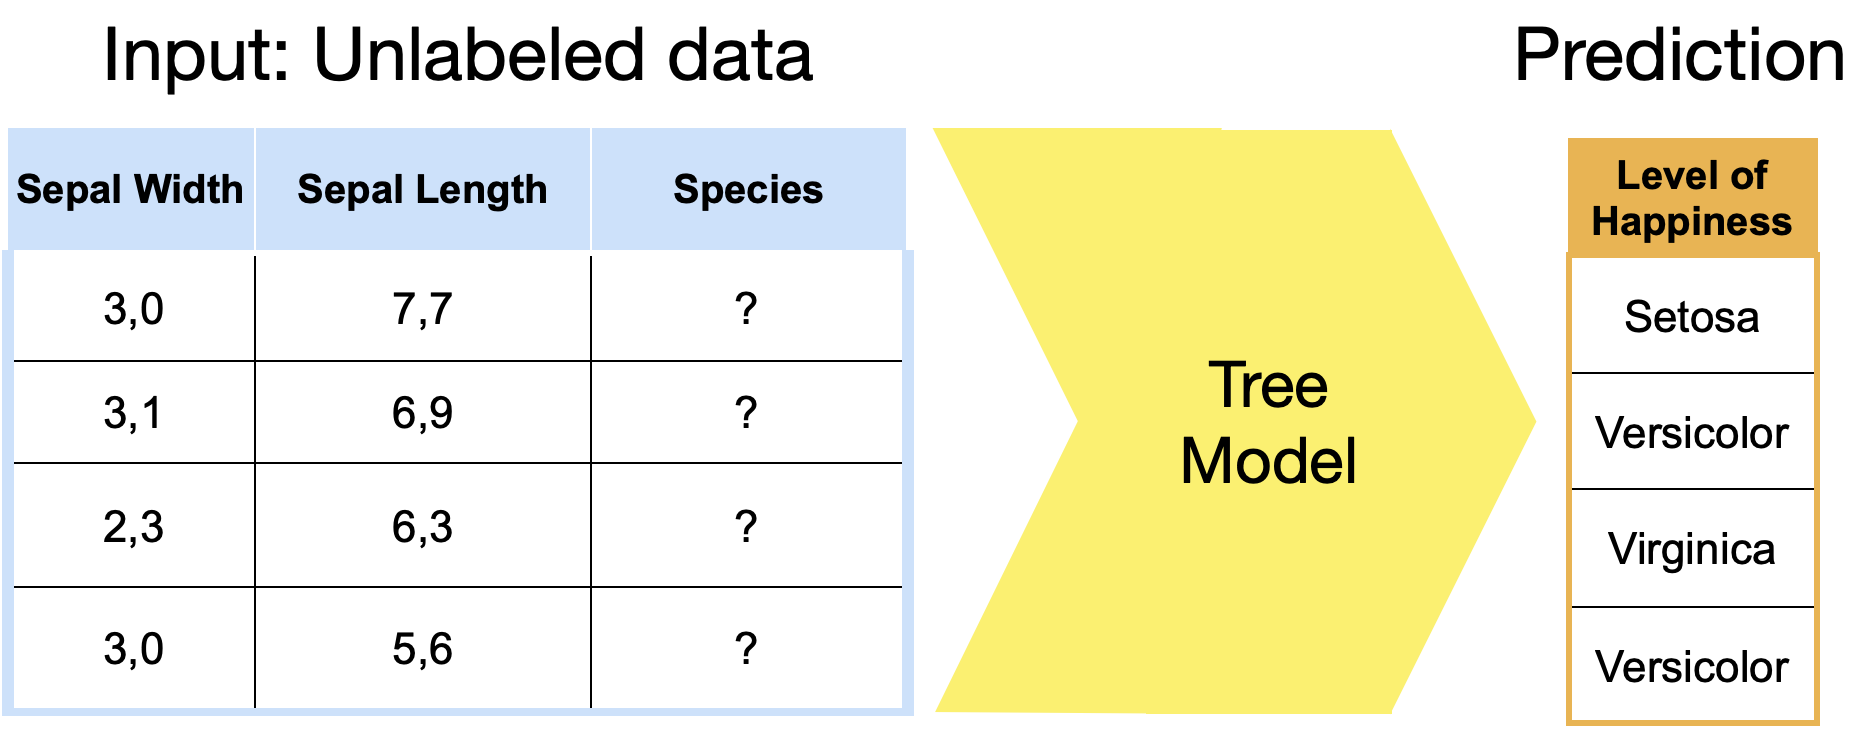 Input: Unlabeled data
Prediction
Sepal Width Sepal Length Species
3,0 7,7 ?
3,1 6,9 ?
2,3 6,3 ?
3,0 5,6 ?
Tree
Model
Level of
Happiness
Setosa
Versicolor
Virginica
Versicolor